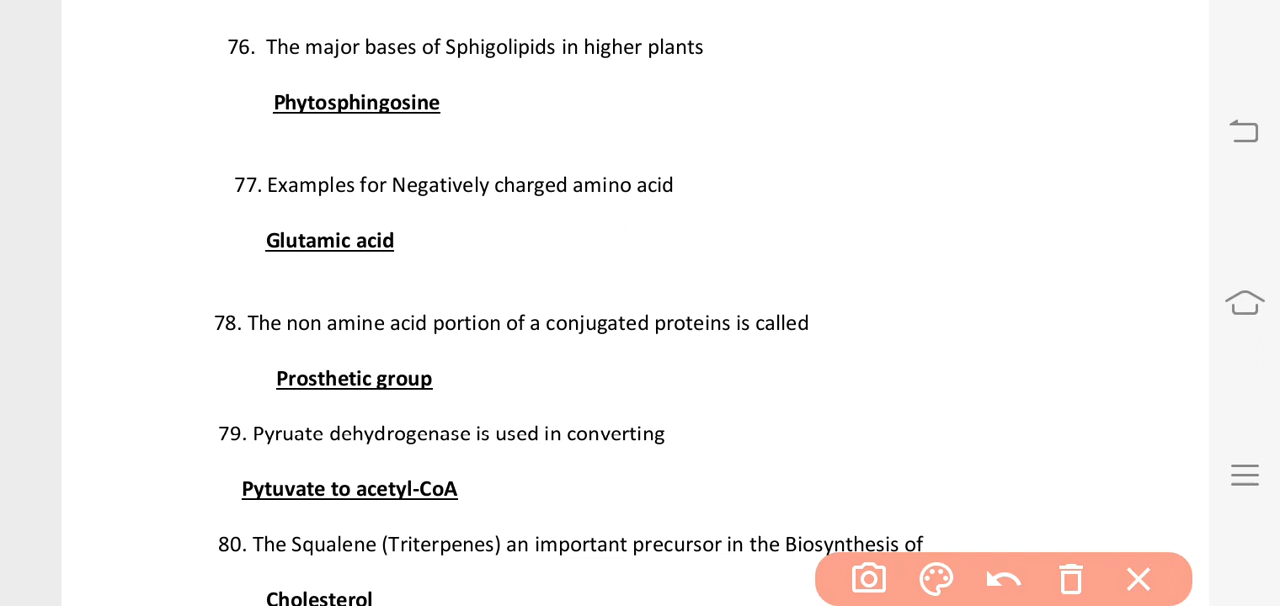 76. The major bases of Sphigolipids in higher plants
Phytosphingosine
77. Examples for Negatively charged amino acid
Glutamic acid
78. The non amine acid portion of a conjugated proteins is called
Prosthetic group
79. Pyruate dehydrogenase is used in converting
Pytuvate to acetyl-CoA
80. The Squalene (Triterpenes) an important precursor in the Biosynthesis of
Cholesterol